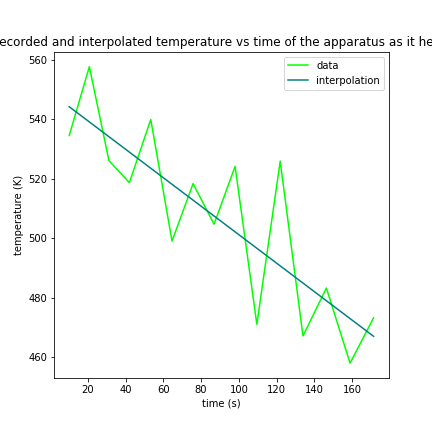 ecorded and interpolated temperature vs time of the apparatus as it he
data
interpolation
temperature (K)
560
540
520
500
480
460
20 40 60 80 100 120 140 160
time (s)